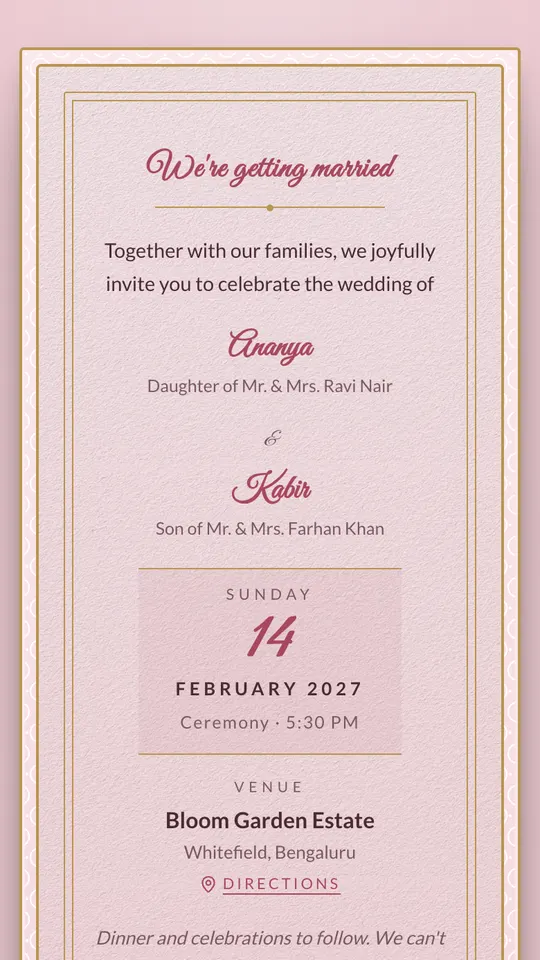 We're getting married
Together with our families, we joyfully
invite you to celebrate the wedding of
Ananya
Daughter of Mr. & Mrs. Ravi Nair
&
Kabir
Son of Mr. & Mrs. Farhan Khan
SUNDAY
14
FEBRUARY 2027
Ceremony · 5:30 PM
VENUE
Bloom Garden Estate
Whitefield, Bengaluru
DIRECTIONS
Dinner and celebrations to follow. We can't